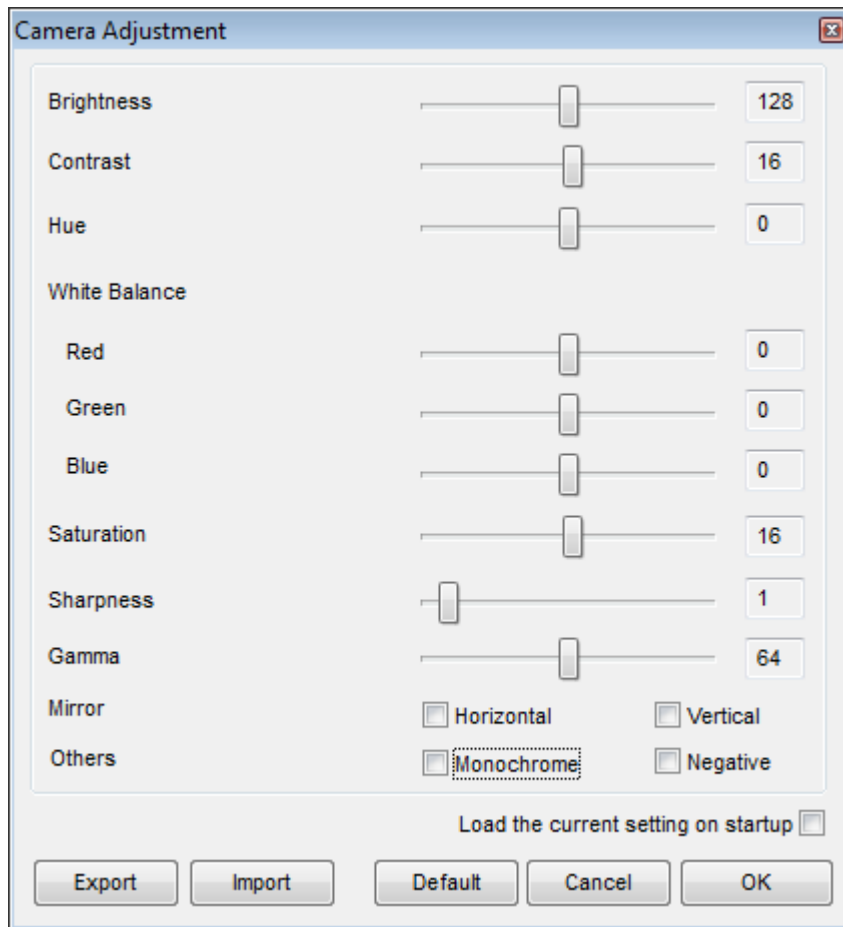 Camera Adjustment
Brightness 128
Contrast 16
Hue 0
White Balance
Red 0
Green 0
Blue 0
Saturation 16
Sharpness 1
Gamma 64
Mirror Horizontal Vertical
Others Monochrome Negative
Load the current setting on startup
Export Import Default Cancel OK